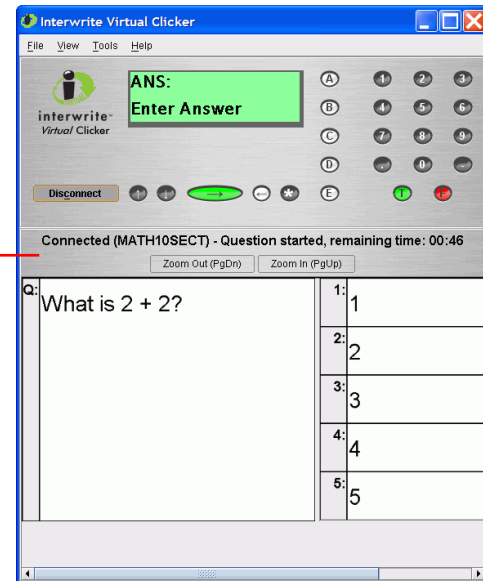 Interwrite Virtual Clicker
File View Tools Help
ANS:
Enter Answer
interwrite™
Virtual Clicker
A 1 2 3
B 4 5 6
C 7 8 9
D . 0 -
Disconnect ↑ ↓ → ← * E T F
Connected (MATH10SECT) - Question started, remaining time: 00:46
Zoom Out (PgDn) Zoom In (PgUp)
Q: What is 2 + 2?
1: 1
2: 2
3: 3
4: 4
5: 5